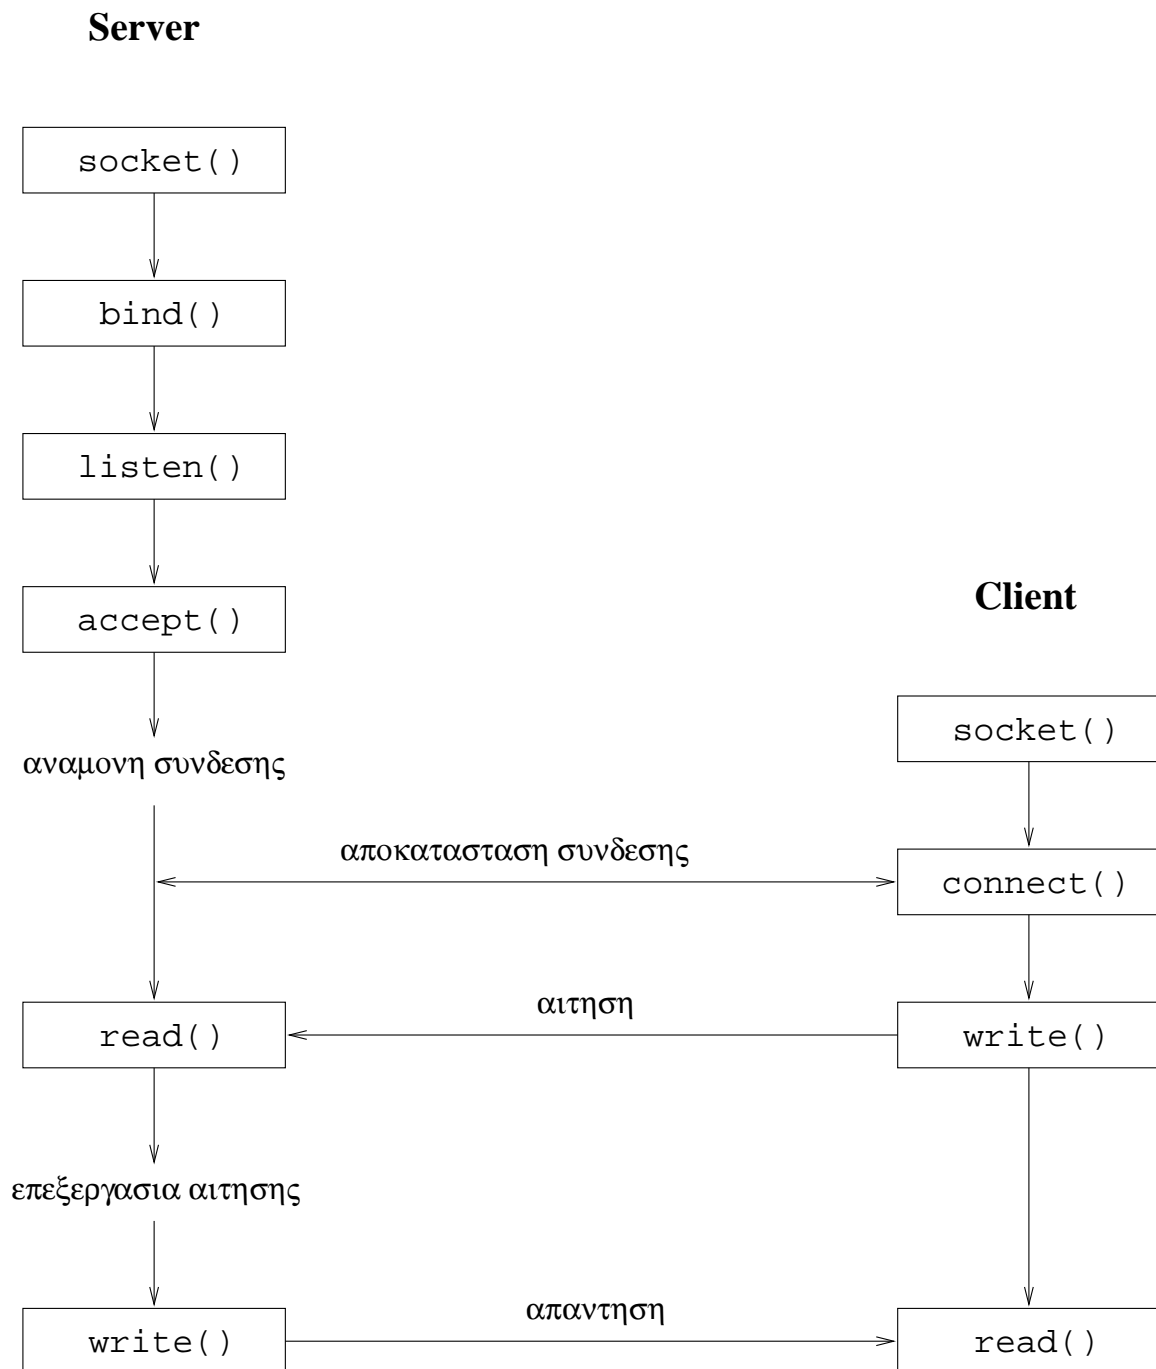 Server
socket()
bind()
listen()
accept()
Client
socket()
αναμονη συνδεσης
αποκατασταση συνδεσης
connect()
αιτηση
read()
write()
επεξεργασια αιτησης
απαντηση
write()
read()